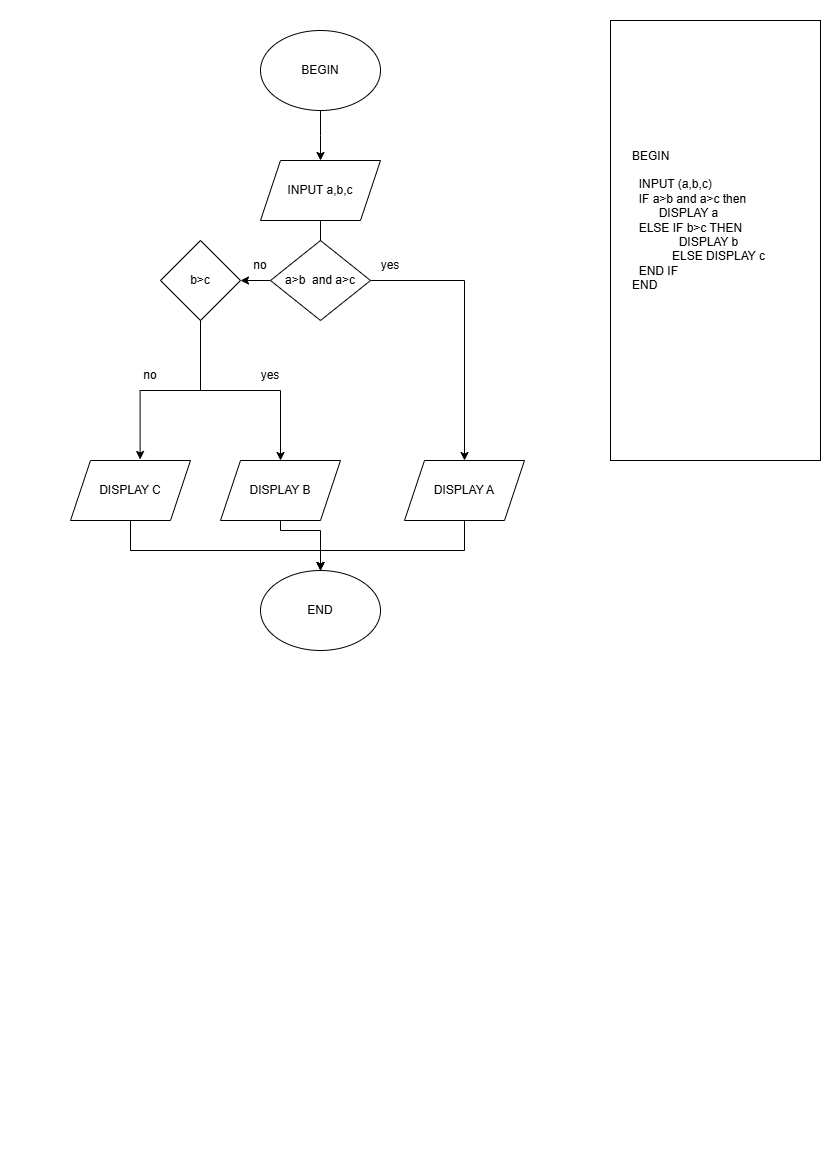 BEGIN
INPUT a,b,c
b>c
no
a>b and a>c
yes
no
yes
DISPLAY C
DISPLAY B
DISPLAY A
END
BEGIN
INPUT (a,b,c)
IF a>b and a>c then
DISPLAY a
ELSE IF b>c THEN
DISPLAY b
ELSE DISPLAY c
END IF
END